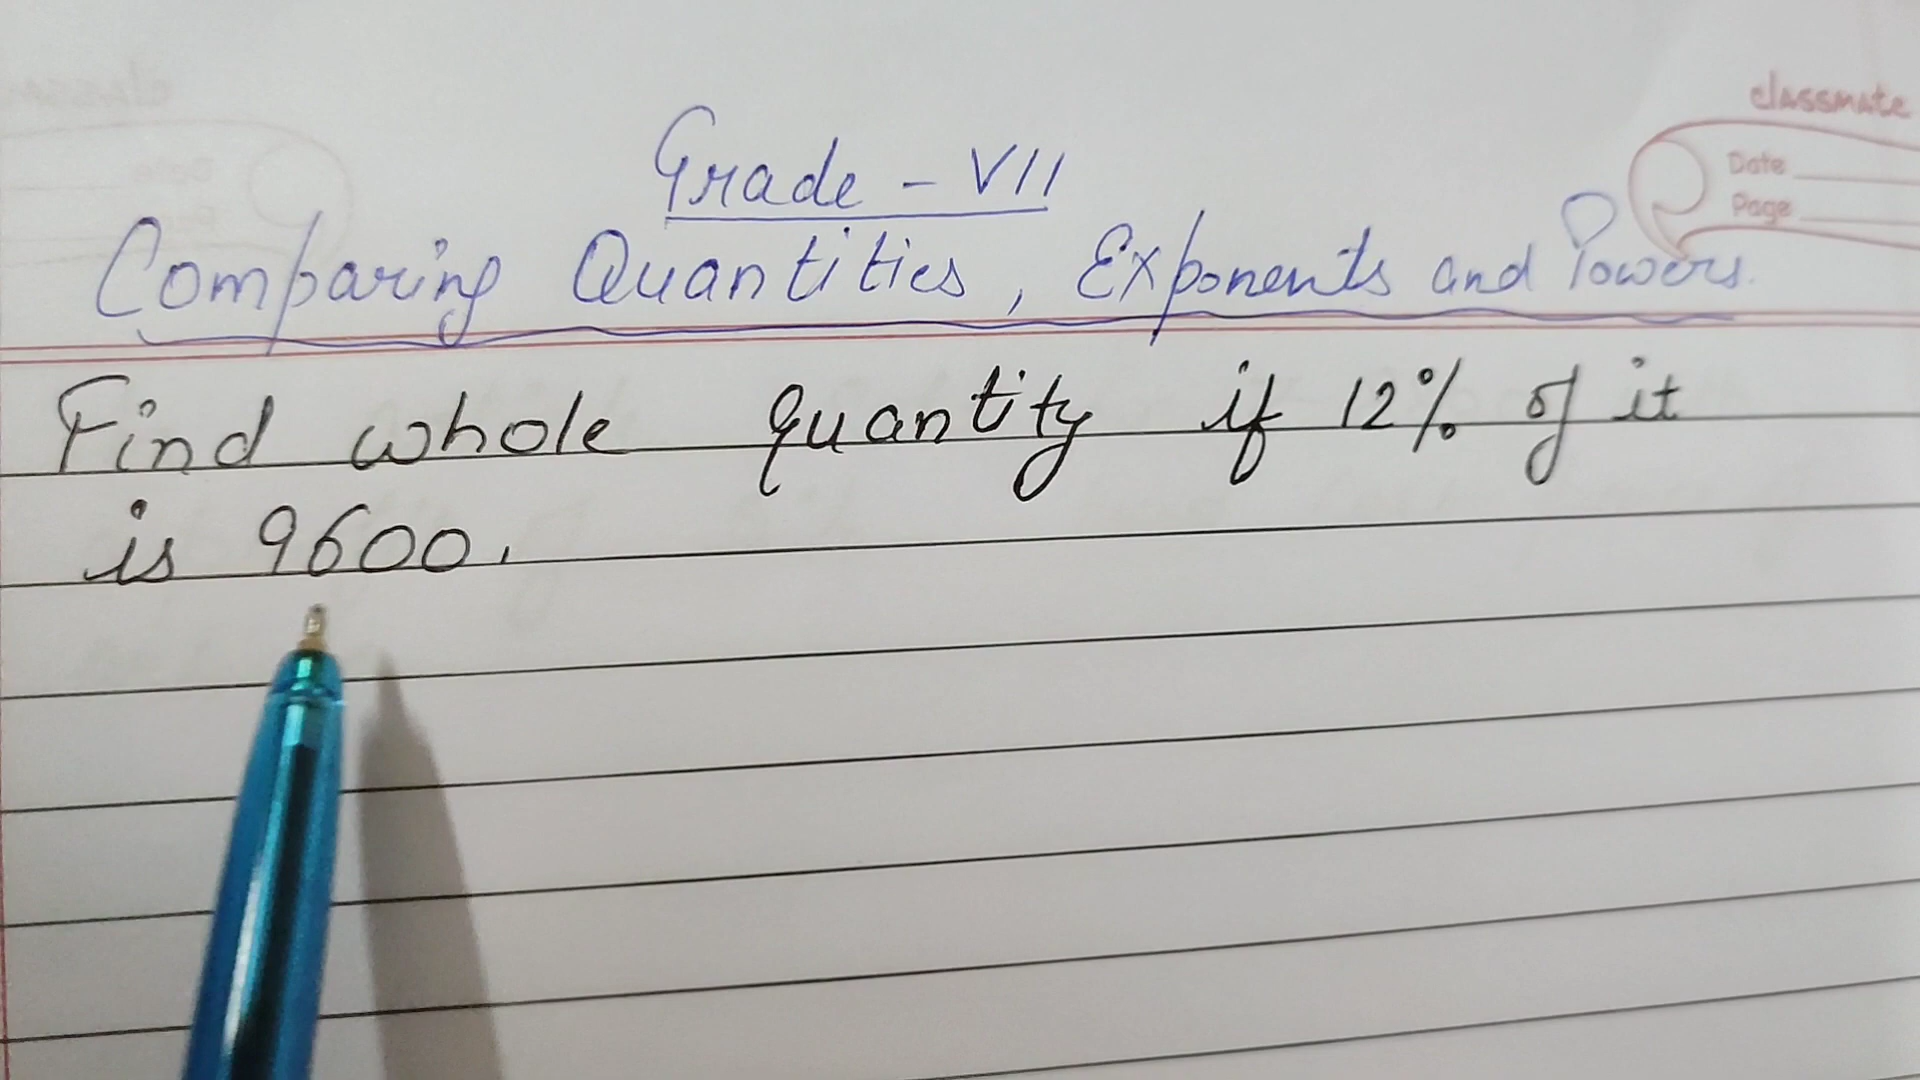 classmate
Date
Page
Grade - VII
Comparing Quantities, Exponents and Powers.
Find whole quantity if 12% of it
is 9600.